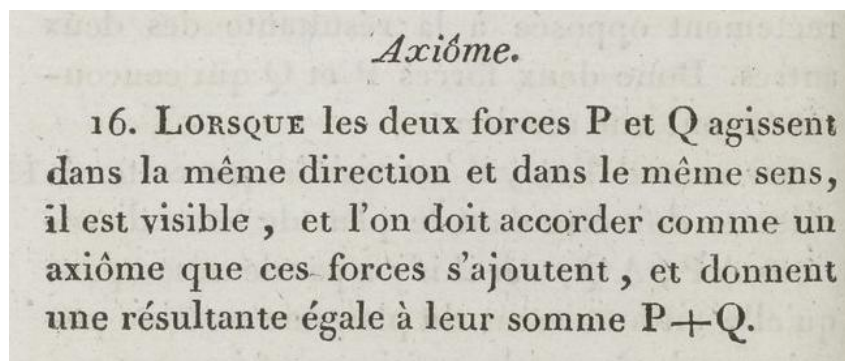 Axiôme.
16. LORSQUE les deux forces P et Q agissent
dans la même direction et dans le même sens,
il est visible , et l'on doit accorder comme un
axiôme que ces forces s'ajoutent , et donnent
une résultante égale à leur somme P+Q.